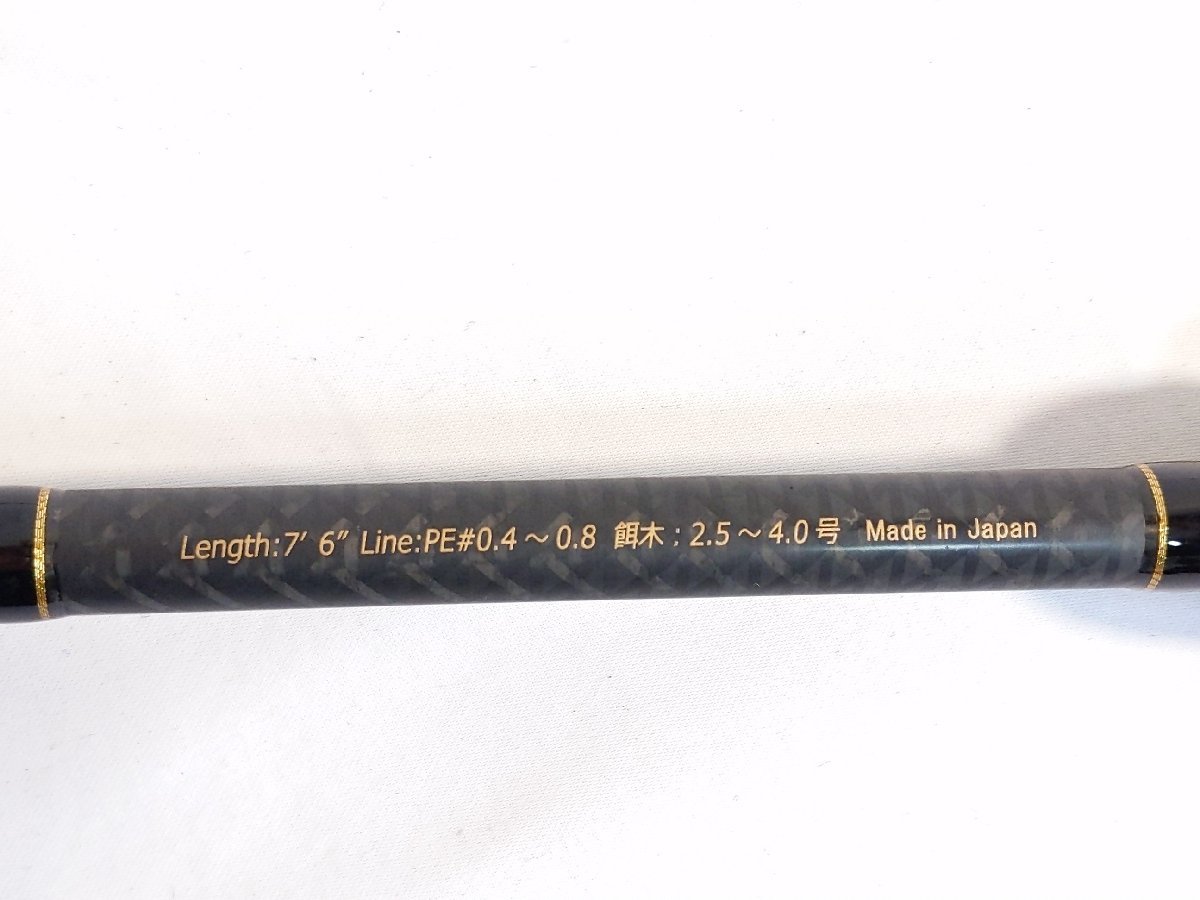 Length:7’ 6” Line:PE#0.4～0.8 餌木：2.5～4.0号 Made in Japan